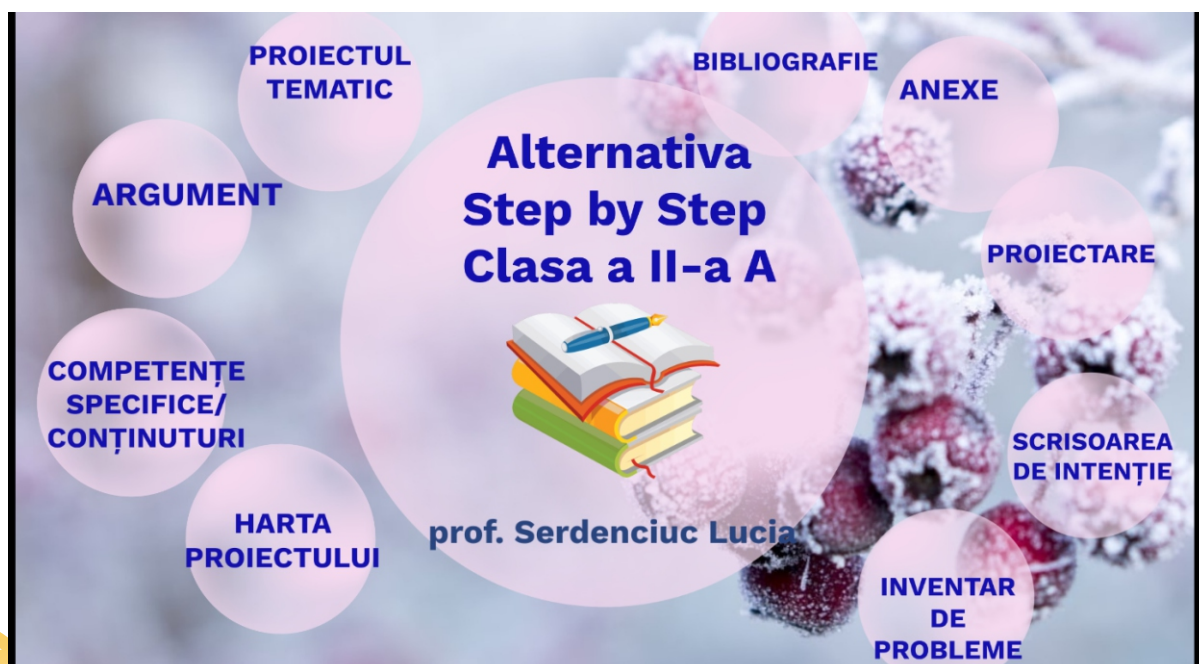 PROIECTUL
TEMATIC
BIBLIOGRAFIE
ANEXE
ARGUMENT
Alternativa
Step by Step
Clasa a II-a A
PROIECTARE
COMPETENȚE
SPECIFICE/
CONȚINUTURI
SCRISOAREA
DE INTENȚIE
HARTA
PROIECTULUI
prof. Serdenciuc Lucia
INVENTAR
DE
PROBLEME